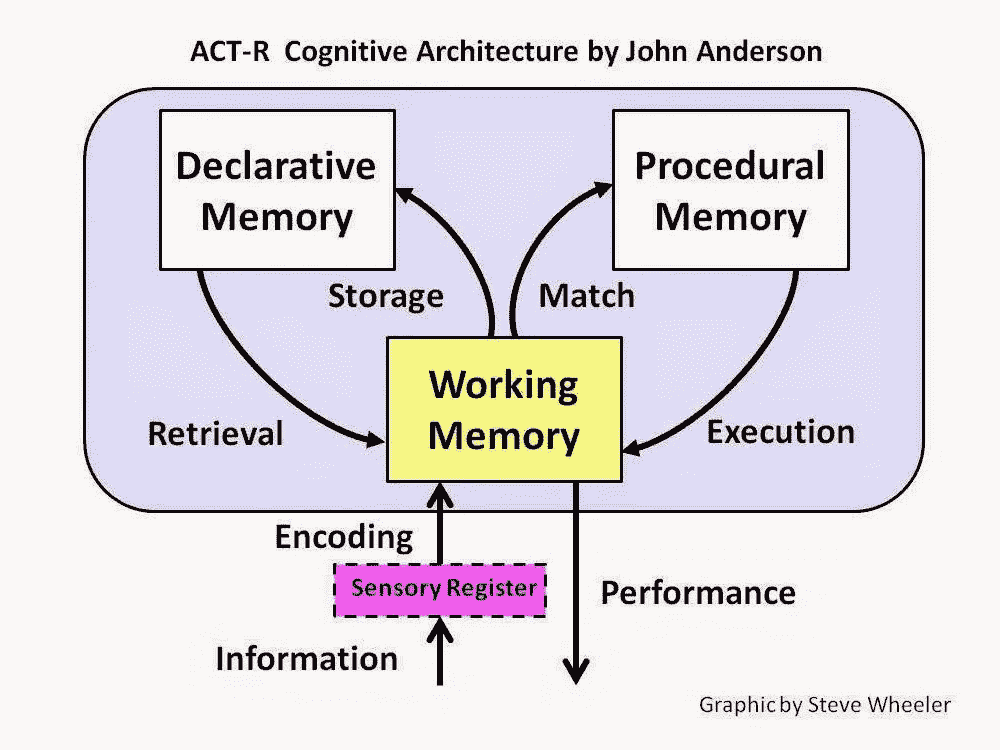 ACT-R Cognitive Architecture by John Anderson
Declarative
Memory
Procedural
Memory
Storage
Match
Working
Memory
Retrieval
Execution
Encoding
Sensory Register
Performance
Information
Graphic by Steve Wheeler